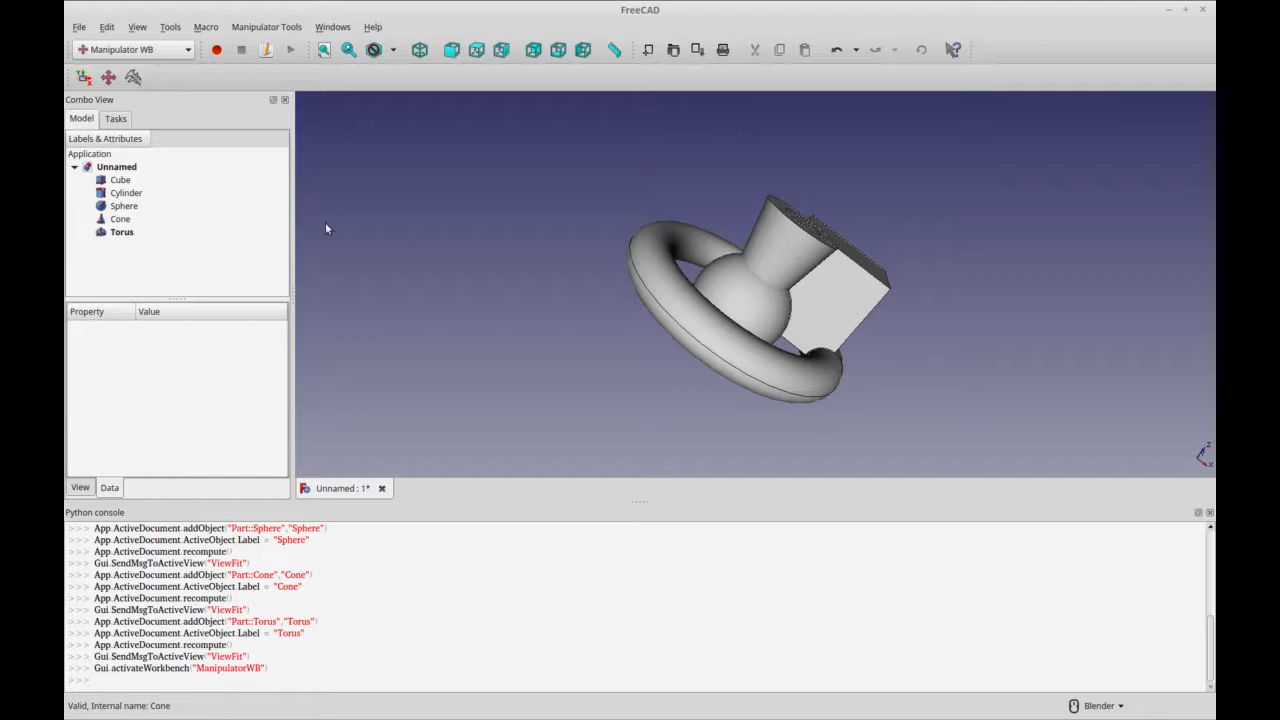 FreeCAD
File Edit View Tools Macro Manipulator Tools Windows Help
Manipulator WB
Combo View
Model Tasks
Labels & Attributes
Application
Unnamed
Cube
Cylinder
Sphere
Cone
Torus
Property Value
View Data
Unnamed : 1*
Z
X
Python console
>>> App.ActiveDocument.addObject("Part::Sphere","Sphere")
>>> App.ActiveDocument.ActiveObject.Label = "Sphere"
>>> App.ActiveDocument.recompute()
>>> Gui.SendMsgToActiveView("ViewFit")
>>> App.ActiveDocument.addObject("Part::Cone","Cone")
>>> App.ActiveDocument.ActiveObject.Label = "Cone"
>>> App.ActiveDocument.recompute()
>>> Gui.SendMsgToActiveView("ViewFit")
>>> App.ActiveDocument.addObject("Part::Torus","Torus")
>>> App.ActiveDocument.ActiveObject.Label = "Torus"
>>> App.ActiveDocument.recompute()
>>> Gui.SendMsgToActiveView("ViewFit")
>>> Gui.activateWorkbench("ManipulatorWB")
>>>
Valid, Internal name: Cone
Blender